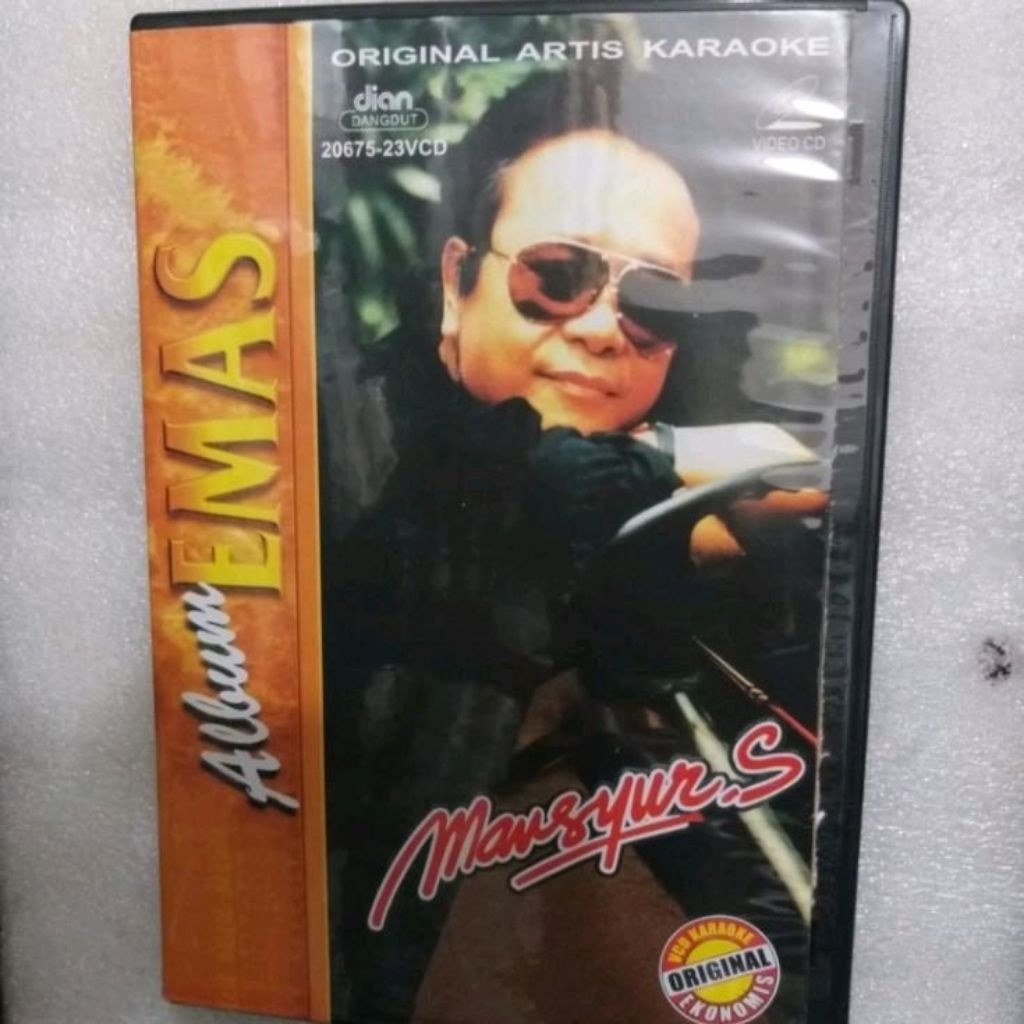 ORIGINAL ARTIS KARAOKE
dian
DANGDUT
20675-23VCD
VIDEO CD
Album EMAS
Mansyur.S
VCD KARAOKE
ORIGINAL
EKONOMIS